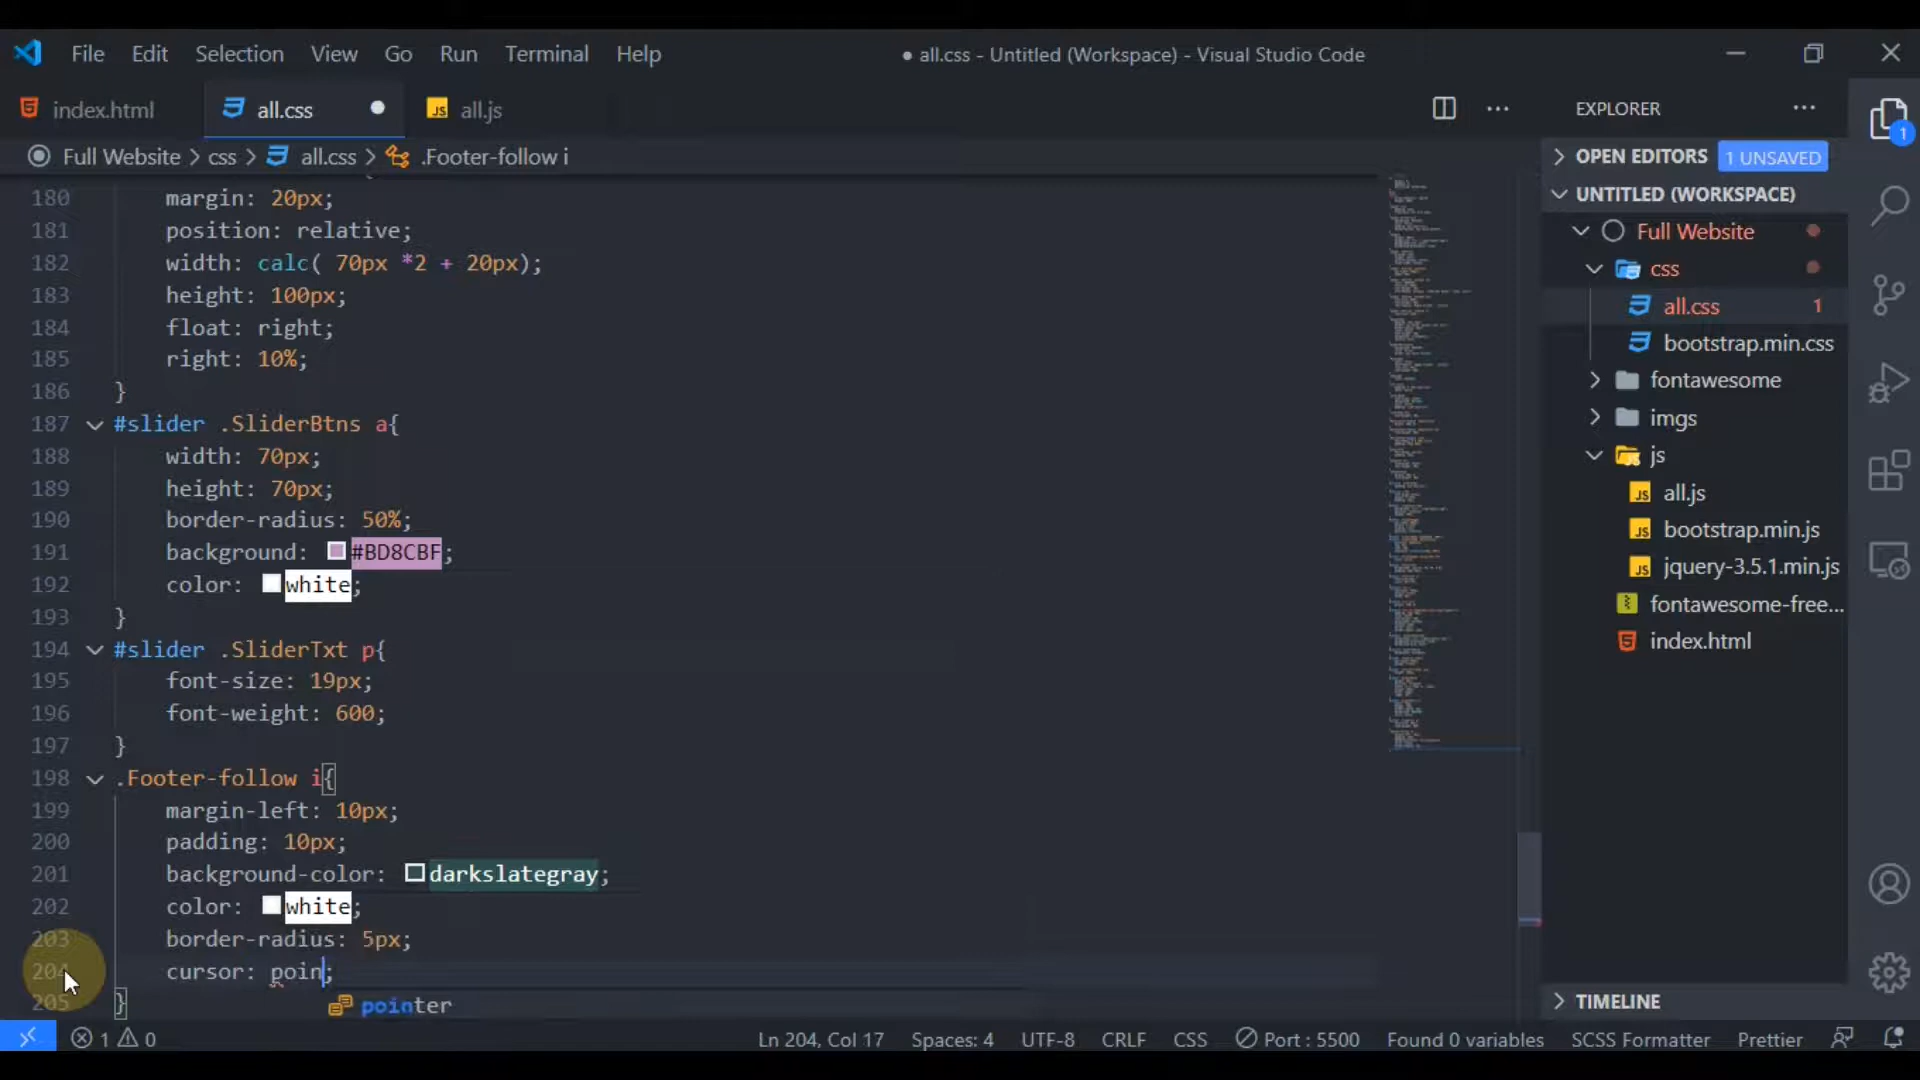 File Edit Selection View Go Run Terminal Help
● all.css - Untitled (Workspace) - Visual Studio Code
index.html
all.css
JS all.js
EXPLORER
Full Website > css > all.css > .Footer-follow i
180 margin: 20px;
181 position: relative;
182 width: calc( 70px *2 + 20px);
183 height: 100px;
184 float: right;
185 right: 10%;
186 }
187 #slider .SliderBtns a{
188 width: 70px;
189 height: 70px;
190 border-radius: 50%;
191 background: #BD8CBF;
192 color: white;
193 }
194 #slider .SliderTxt p{
195 font-size: 19px;
196 font-weight: 600;
197 }
198 .Footer-follow i{
199 margin-left: 10px;
200 padding: 10px;
201 background-color: darkslategray;
202 color: white;
203 border-radius: 5px;
204 cursor: poin;
205 }
pointer
OPEN EDITORS 1 UNSAVED
UNTITLED (WORKSPACE)
Full Website
css
all.css 1
bootstrap.min.css
fontawesome
imgs
js
JS all.js
JS bootstrap.min.js
JS jquery-3.5.1.min.js
fontawesome-free...
index.html
TIMELINE
1
1 0
Ln 204, Col 17 Spaces: 4 UTF-8 CRLF CSS Port : 5500 Found 0 variables SCSS Formatter Prettier